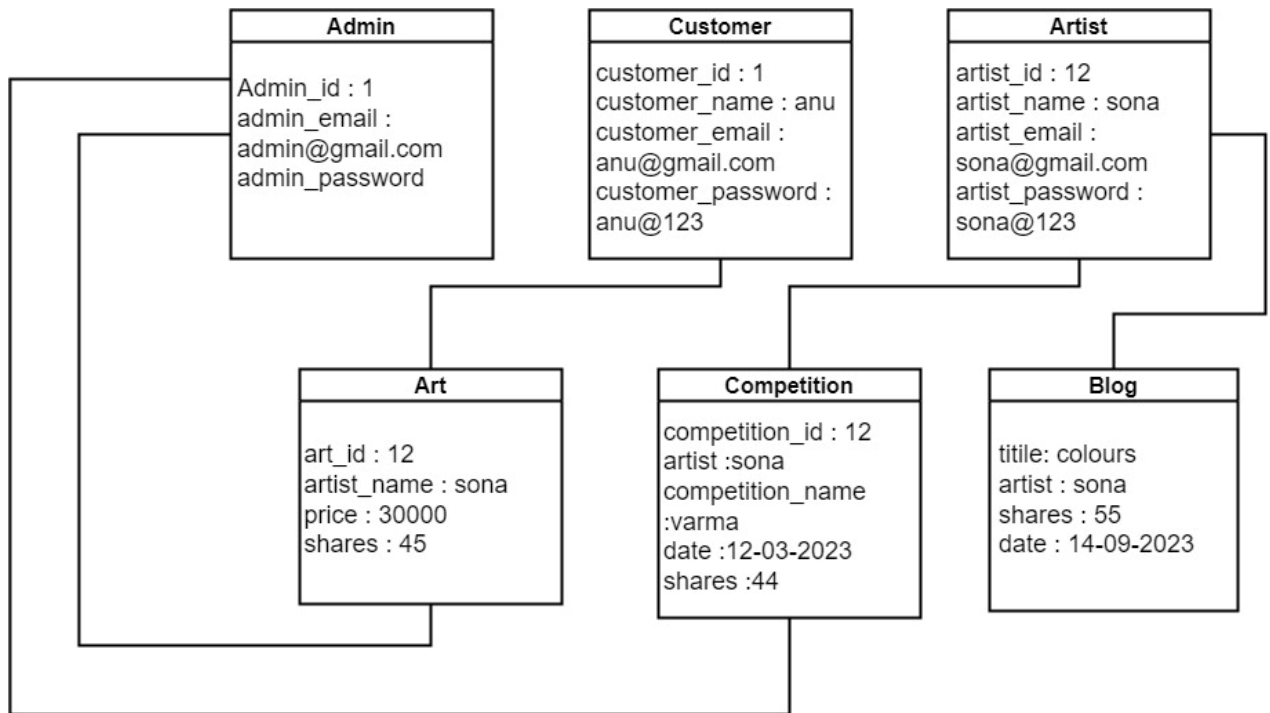 Admin
Admin_id : 1
admin_email :
admin@gmail.com
admin_password
Customer
customer_id : 1
customer_name : anu
customer_email :
anu@gmail.com
customer_password :
anu@123
Artist
artist_id : 12
artist_name : sona
artist_email :
sona@gmail.com
artist_password :
sona@123
Art
art_id : 12
artist_name : sona
price : 30000
shares : 45
Competition
competition_id : 12
artist :sona
competition_name
:varma
date :12-03-2023
shares :44
Blog
titile: colours
artist : sona
shares : 55
date : 14-09-2023